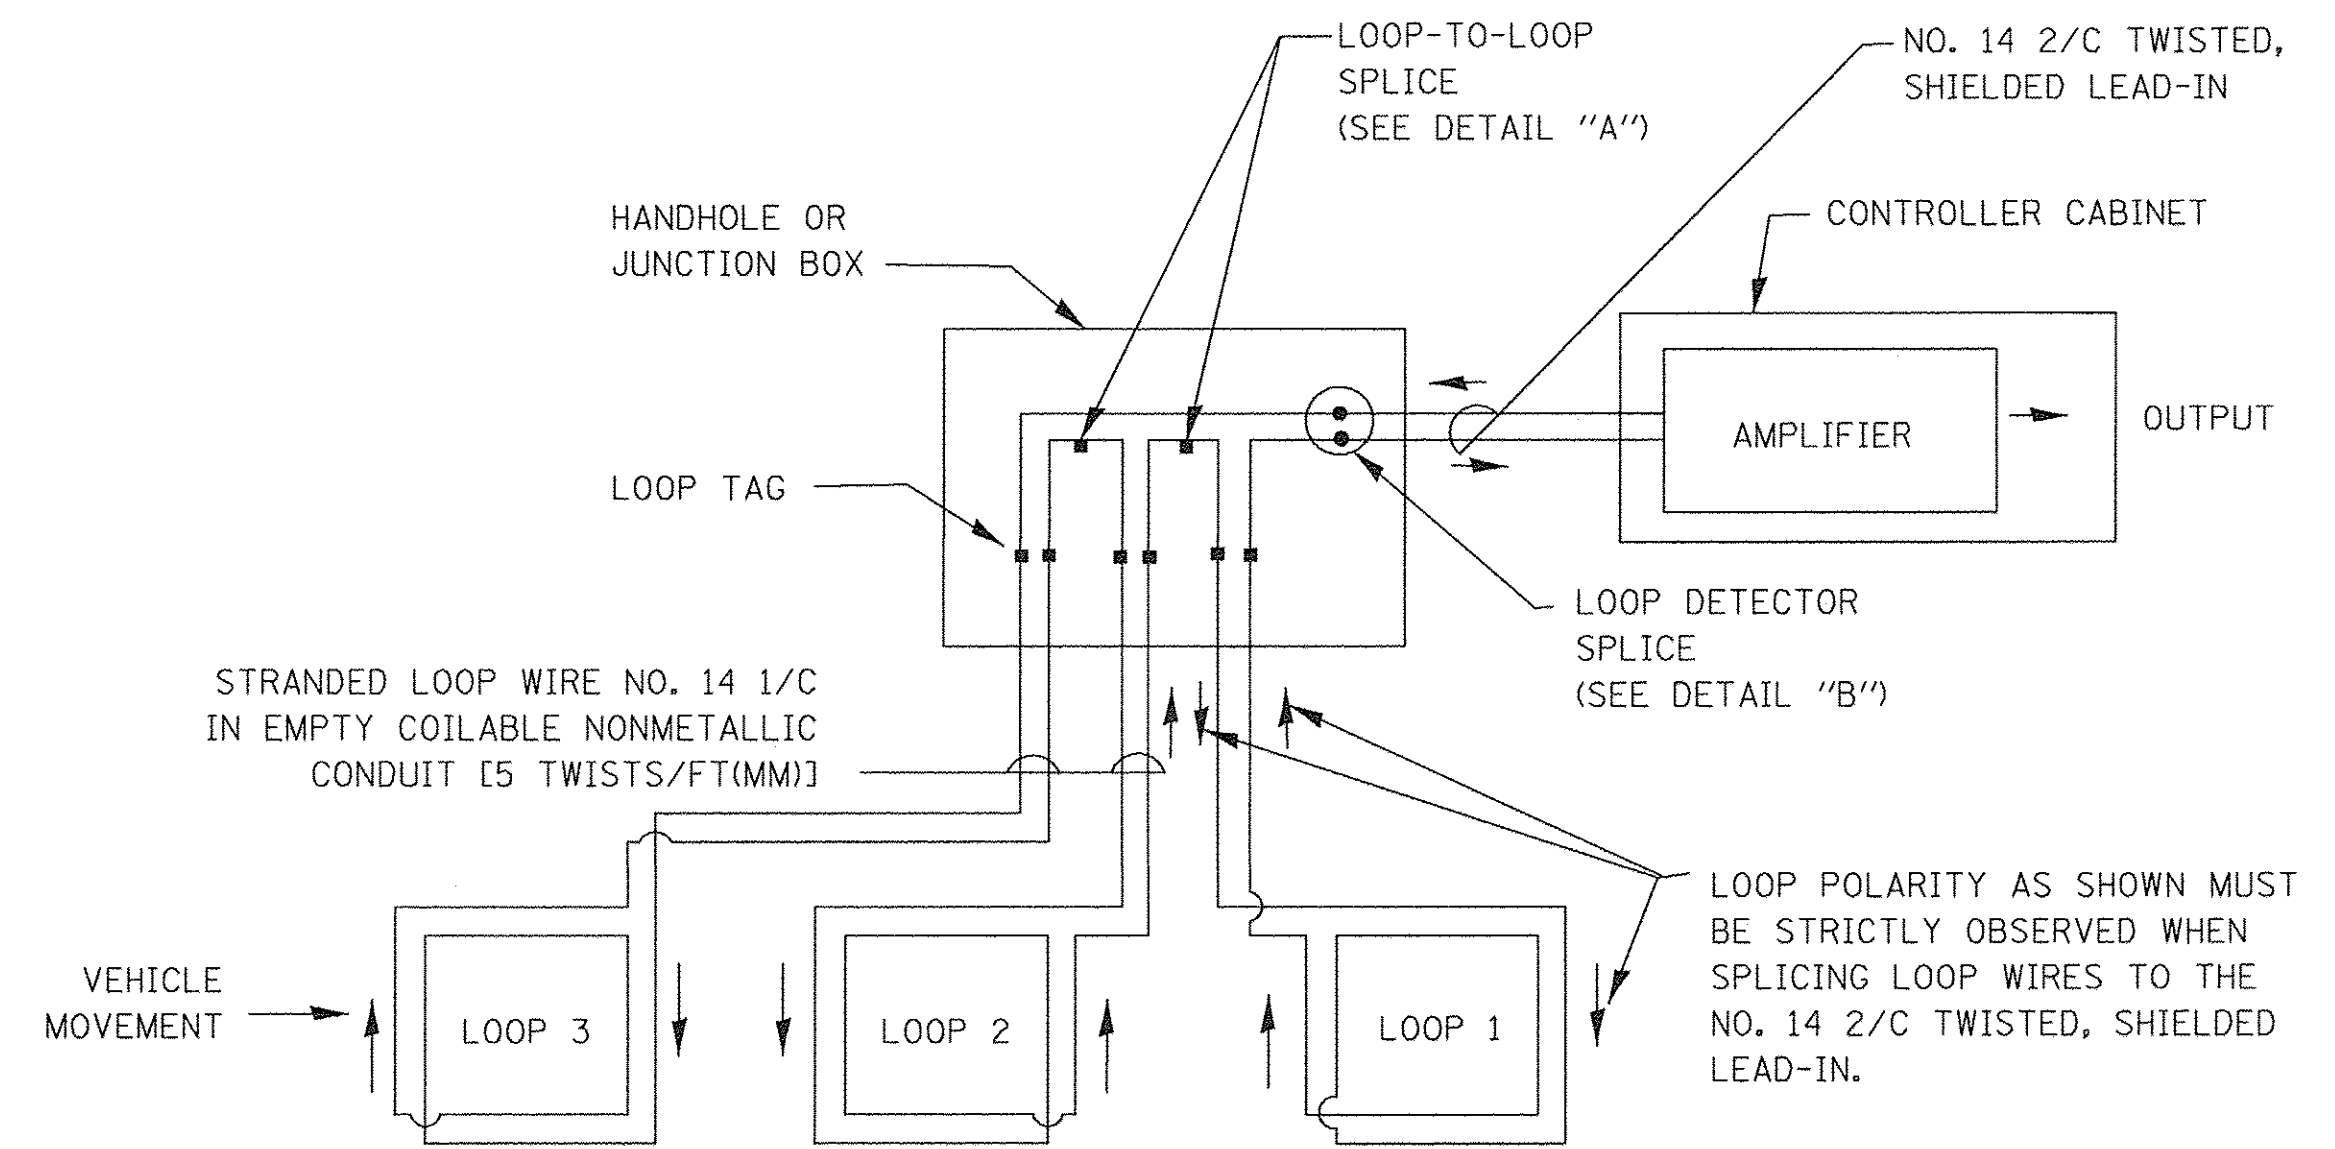 LOOP-TO-LOOP
SPLICE
(SEE DETAIL "A")
NO. 14 2/C TWISTED,
SHIELDED LEAD-IN
HANDHOLE OR
JUNCTION BOX
CONTROLLER CABINET
AMPLIFIER
OUTPUT
LOOP TAG
LOOP DETECTOR
SPLICE
(SEE DETAIL "B")
STRANDED LOOP WIRE NO. 14 1/C
IN EMPTY COILABLE NONMETALLIC
CONDUIT [5 TWISTS/FT(MM)]
LOOP POLARITY AS SHOWN MUST
BE STRICTLY OBSERVED WHEN
SPLICING LOOP WIRES TO THE
NO. 14 2/C TWISTED, SHIELDED
LEAD-IN.
VEHICLE
MOVEMENT
LOOP 3
LOOP 2
LOOP 1